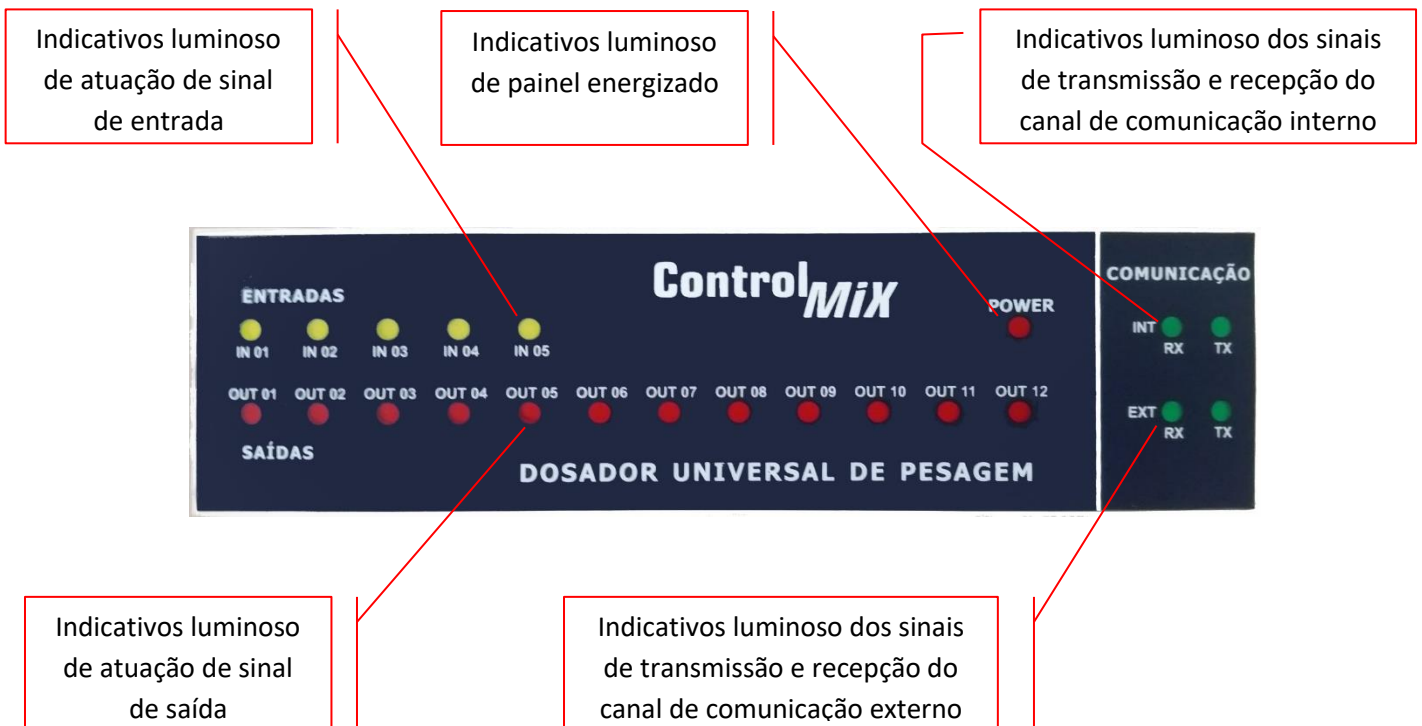 Indicativos luminoso
de atuação de sinal
de entrada
Indicativos luminoso
de painel energizado
Indicativos luminoso dos sinais
de transmissão e recepção do
canal de comunicação interno
ENTRADAS
ControlMiX
POWER
IN 01 IN 02 IN 03 IN 04 IN 05
OUT 01 OUT 02 OUT 03 OUT 04 OUT 05 OUT 06 OUT 07 OUT 08 OUT 09 OUT 10 OUT 11 OUT 12
SAÍDAS
DOSADOR UNIVERSAL DE PESAGEM
COMUNICAÇÃO
INT
RX TX
EXT
RX TX
Indicativos luminoso
de atuação de sinal
de saída
Indicativos luminoso dos sinais
de transmissão e recepção do
canal de comunicação externo